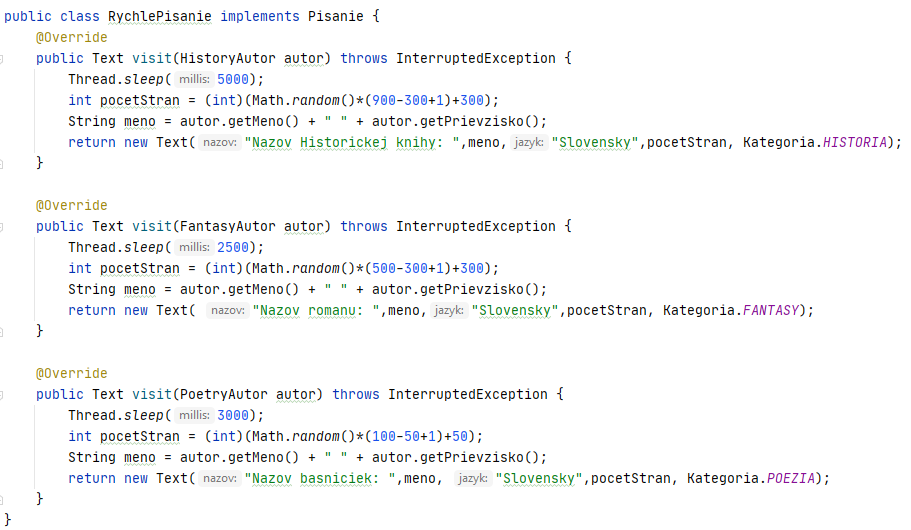 public class RychlePisanie implements Pisanie {
    @Override
    public Text visit(HistoryAutor autor) throws InterruptedException {
        Thread.sleep( millis: 5000);
        int pocetStran = (int)(Math.random()*(900-300+1)+300);
        String meno = autor.getMeno() + " " + autor.getPrievzisko();
        return new Text( nazov: "Nazov Historickej knihy: ",meno, jazyk: "Slovensky",pocetStran, Kategoria.HISTORIA);
    }

    @Override
    public Text visit(FantasyAutor autor) throws InterruptedException {
        Thread.sleep( millis: 2500);
        int pocetStran = (int)(Math.random()*(500-300+1)+300);
        String meno = autor.getMeno() + " " + autor.getPrievzisko();
        return new Text( nazov: "Nazov romanu: ",meno, jazyk: "Slovensky",pocetStran, Kategoria.FANTASY);
    }

    @Override
    public Text visit(PoetryAutor autor) throws InterruptedException {
        Thread.sleep( millis: 3000);
        int pocetStran = (int)(Math.random()*(100-50+1)+50);
        String meno = autor.getMeno() + " " + autor.getPrievzisko();
        return new Text( nazov: "Nazov basniciek: ",meno, jazyk: "Slovensky",pocetStran, Kategoria.POEZIA);
    }
}